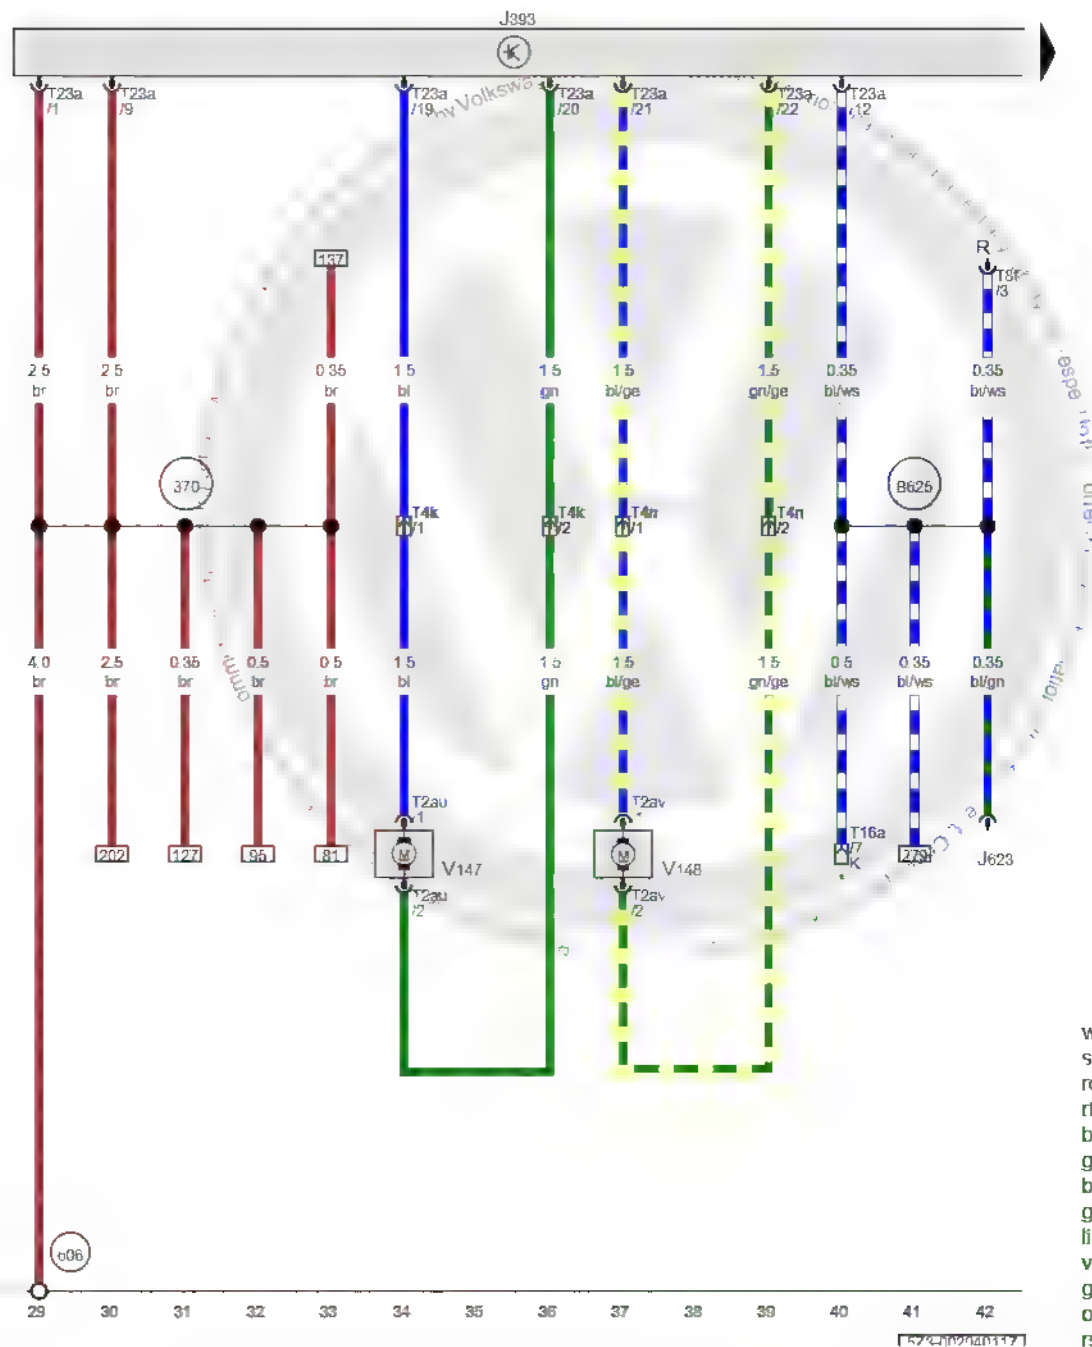 J393
K
T23a
/1
T23a
/9
T23a
/19
T23a
/20
T23a
/21
T23a
/22
T23a
/12
by Volkswa
137
R
/3
2.5
br
2.5
br
0.35
br
1.5
bl
1.5
gn
1.5
bl/ge
1.5
gn/ge
0.35
bl/ws
0.35
bl/ws
370
B625
T4k
/1
T4k
/2
T4n
/1
T4n
/2
4.0
br
2.5
br
0.35
br
0.5
br
0.5
br
1.5
bl
1.5
gn
1.5
bl/ge
1.5
gn/ge
0.5
bl/ws
0.35
bl/ws
0.35
bl/gn
T2au
T2av
T16a
/7
K
202
127
95
81
M
V147
M
V148
279
J623
T2au
/2
T2av
/2
606
29 30 31 32 33 34 35 36 37 38 39 40 41 42
573-002040117